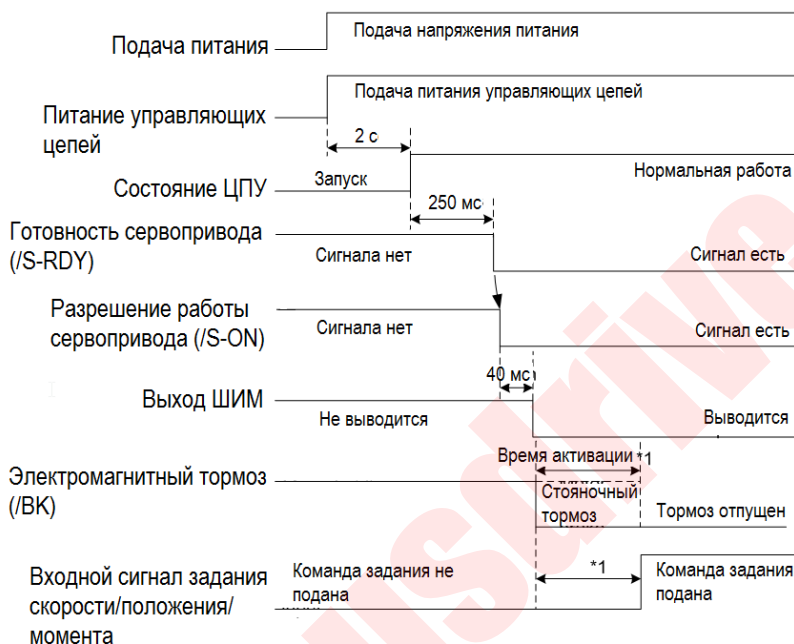 Подача питания
Подача напряжения питания
Питание управляющих
цепей
Подача питания управляющих цепей
2 с
Состояние ЦПУ
Запуск
Нормальная работа
250 мс
Готовность сервопривода
(/S-RDY)
Сигнала нет
Сигнал есть
Разрешение работы
сервопривода (/S-ON)
Сигнала нет
Сигнал есть
40 мс
Выход ШИМ
Не выводится
Выводится
Время активации *1
Электромагнитный тормоз
(/BK)
Стояночный
тормоз
Тормоз отпущен
Входной сигнал задания
скорости/положения/
момента
Команда задания не
подана
*1
Команда задания
подана
usdrive